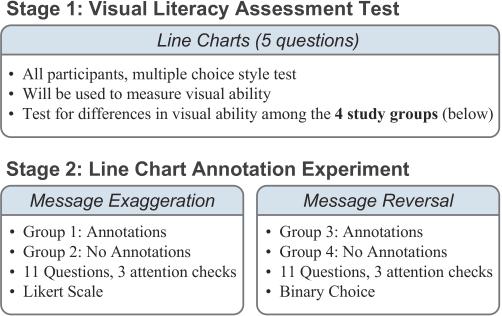 Stage 1: Visual Literacy Assessment Test
Line Charts (5 questions)
• All participants, multiple choice style test
• Will be used to measure visual ability
• Test for differences in visual ability among the 4 study groups (below)
Stage 2: Line Chart Annotation Experiment
Message Exaggeration
• Group 1: Annotations
• Group 2: No Annotations
• 11 Questions, 3 attention checks
• Likert Scale
Message Reversal
• Group 3: Annotations
• Group 4: No Annotations
• 11 Questions, 3 attention checks
• Binary Choice